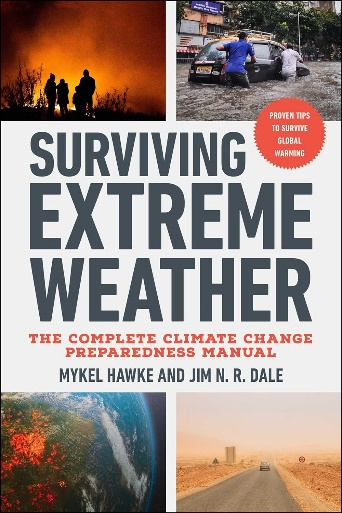 PROVEN TIPS
TO SURVIVE
GLOBAL
WARMING
SURVIVING
EXTREME
WEATHER
THE COMPLETE CLIMATE CHANGE
PREPAREDNESS MANUAL
MYKEL HAWKE AND JIM N. R. DALE